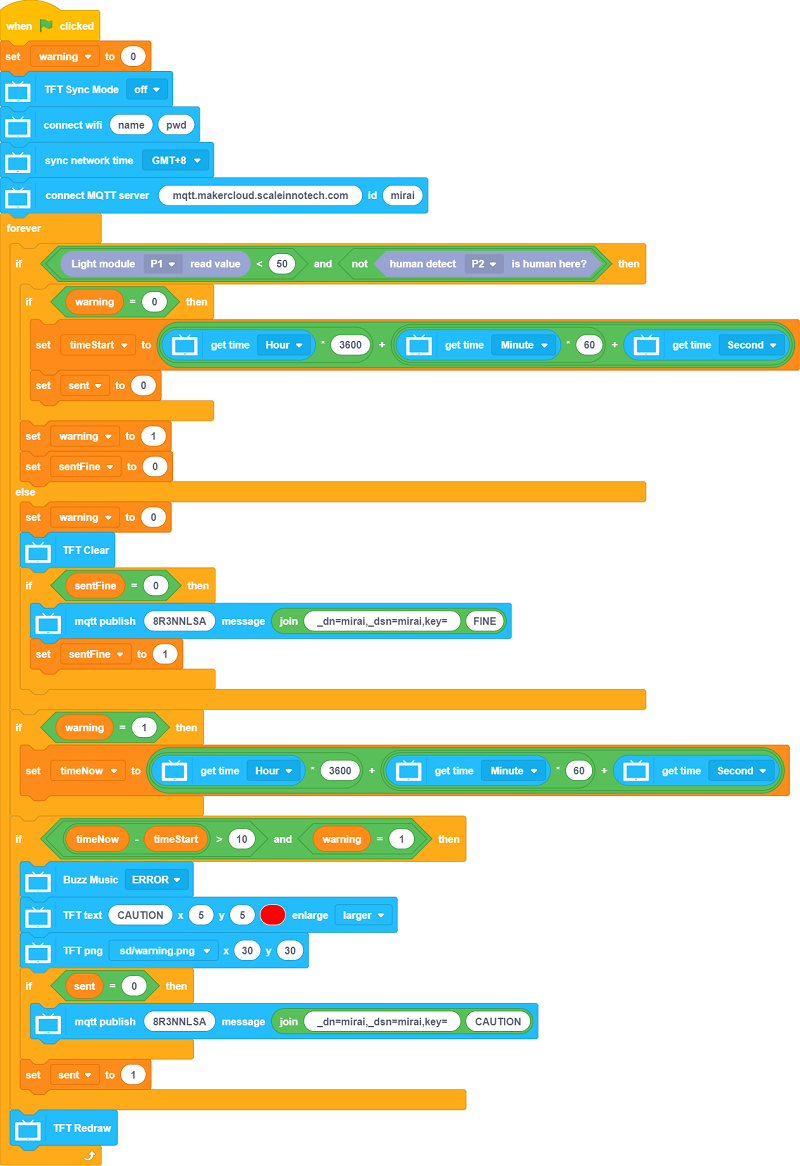 when clicked
set warning to 0
TFT Sync Mode off
connect wifi name pwd
sync network time GMT+8
connect MQTT server mqtt.makercloud.scaleinnotech.com id mirai
forever
if Light module P1 read value < 50 and not human detect P2 is human here? then
if warning = 0 then
set timeStart to get time Hour * 3600 + get time Minute * 60 + get time Second
set sent to 0
set warning to 1
set sentFine to 0
else
set warning to 0
TFT Clear
if sentFine = 0 then
mqtt publish 8R3NNLSA message join _dn=mirai,_dsn=mirai,key= FINE
set sentFine to 1
if warning = 1 then
set timeNow to get time Hour * 3600 + get time Minute * 60 + get time Second
if timeNow - timeStart > 10 and warning = 1 then
Buzz Music ERROR
TFT text CAUTION x 5 y 5 enlarge larger
TFT png sd/warning.png x 30 y 30
if sent = 0 then
mqtt publish 8R3NNLSA message join _dn=mirai,_dsn=mirai,key= CAUTION
set sent to 1
TFT Redraw